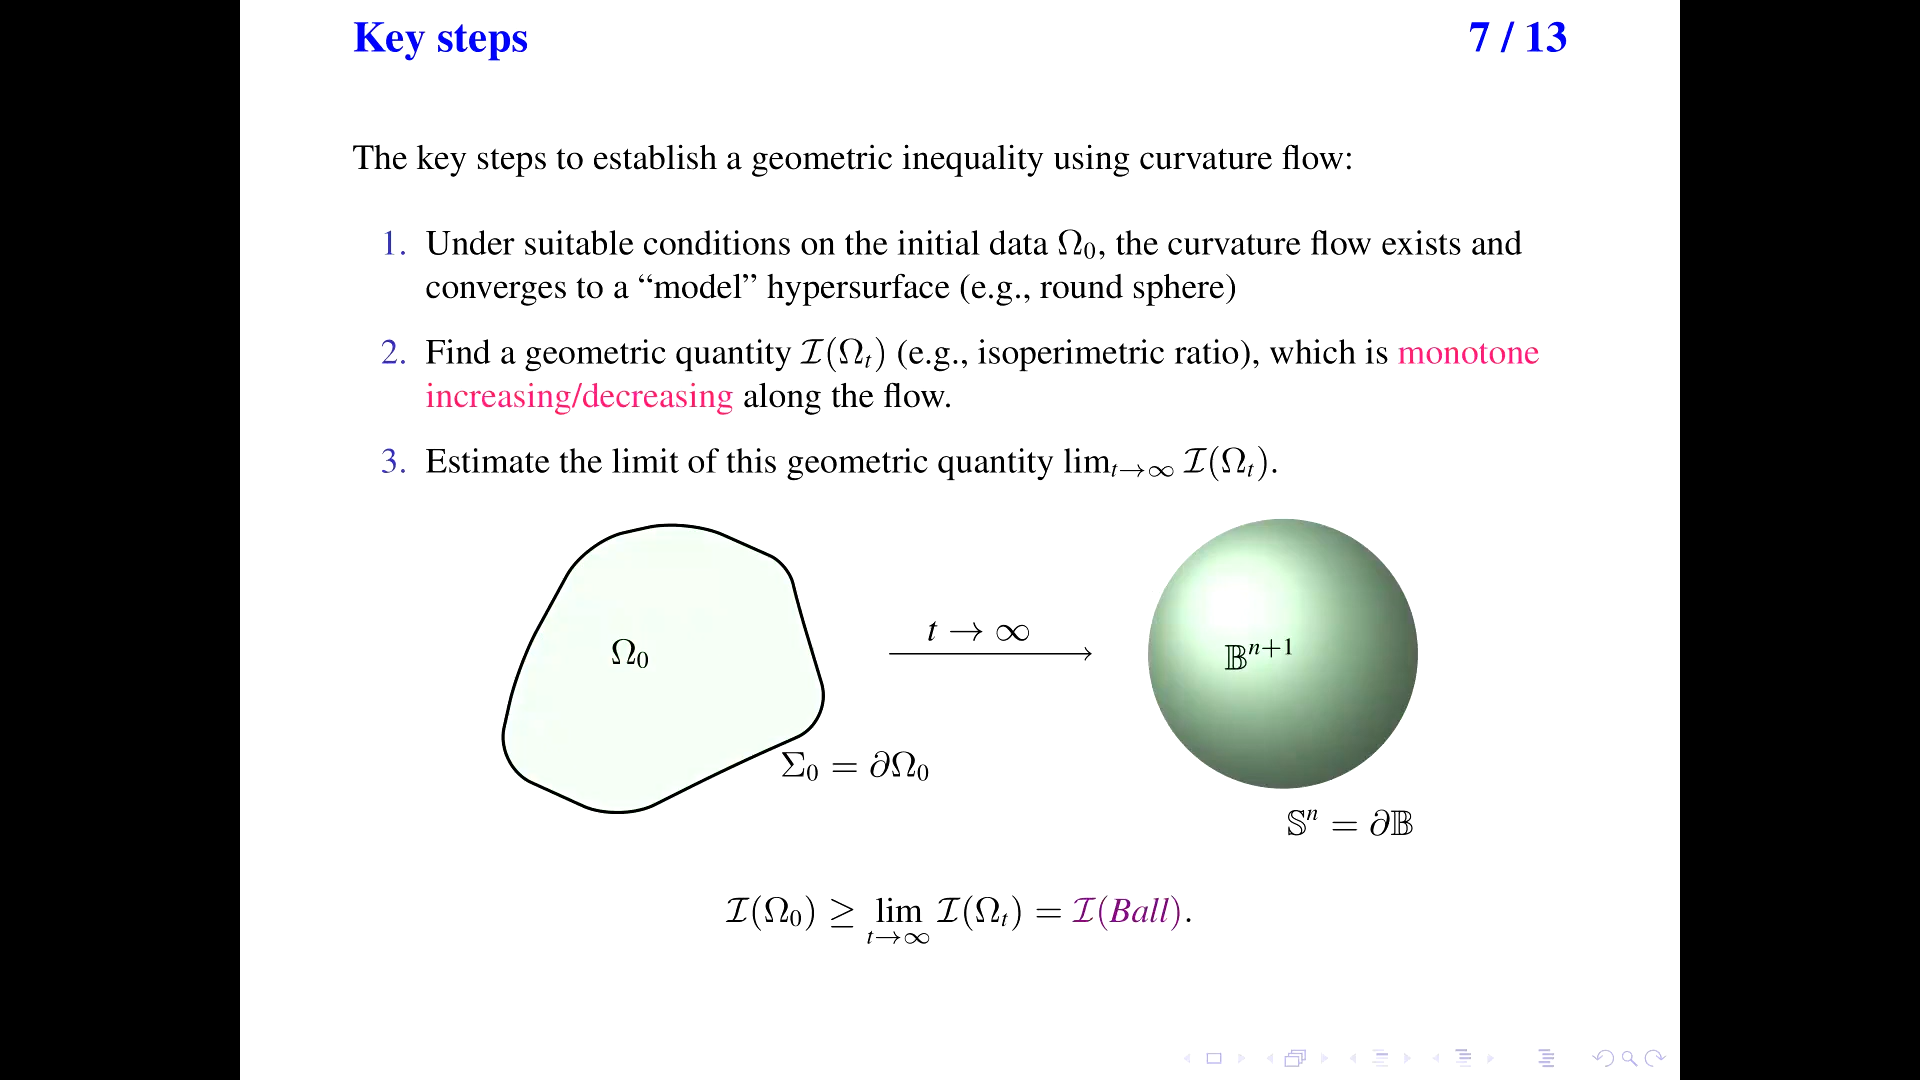 Key steps 7 / 13
The key steps to establish a geometric inequality using curvature flow:
1. Under suitable conditions on the initial data Ω₀, the curvature flow exists and
converges to a “model” hypersurface (e.g., round sphere)
2. Find a geometric quantity ℐ(Ωₜ) (e.g., isoperimetric ratio), which is monotone
increasing/decreasing along the flow.
3. Estimate the limit of this geometric quantity limₜ→∞ ℐ(Ωₜ).
Ω₀
t → ∞
𝔹ⁿ⁺¹
Σ₀ = ∂Ω₀
𝕊ⁿ = ∂𝔹
ℐ(Ω₀) ≥ lim ℐ(Ωₜ) = ℐ(Ball).
t→∞